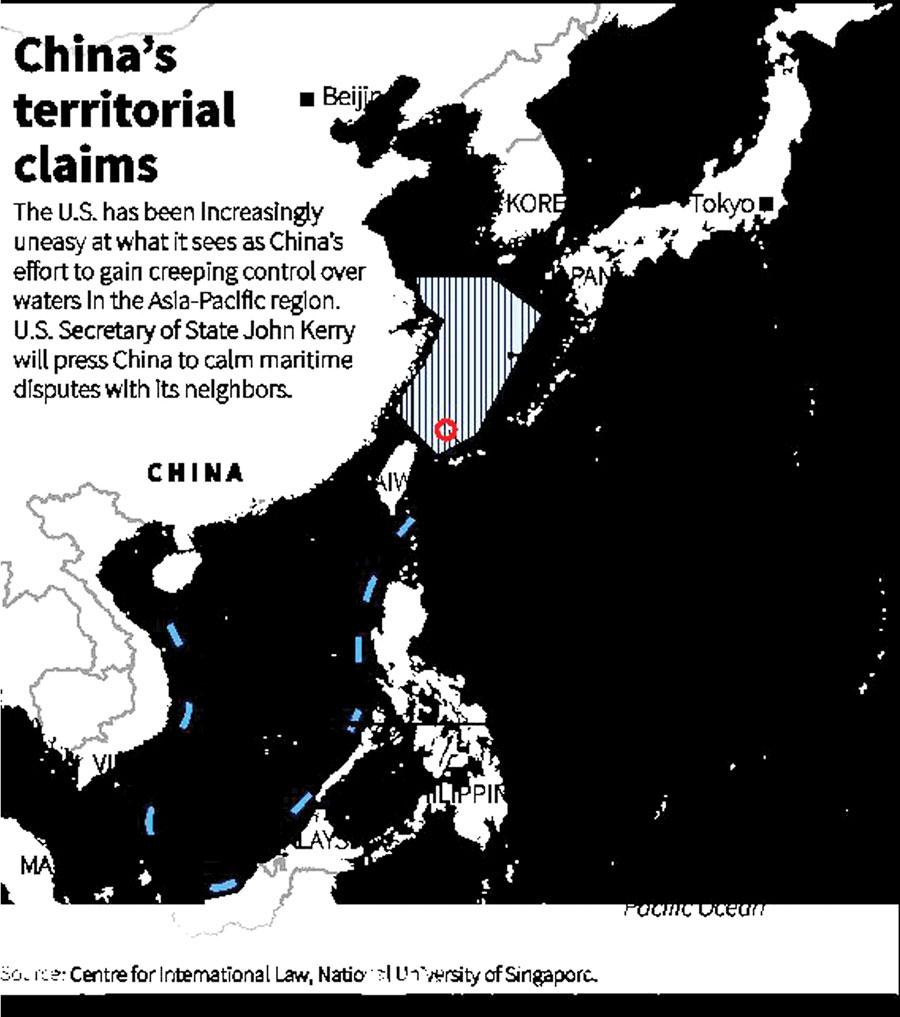 China's
territorial
claims
The U.S. has been increasingly
uneasy at what it sees as China's
effort to gain creeping control over
waters in the Asia-Pacific region.
U.S. Secretary of State John Kerry
will press China to calm maritime
disputes with its neighbors.
Beijin
KORE
Tokyo
PAN
CHINA
AIW
VI
ILIPPIN
LAYS
MA
Pacific Ocean
Source: Centre for International Law, National University of Singapore.